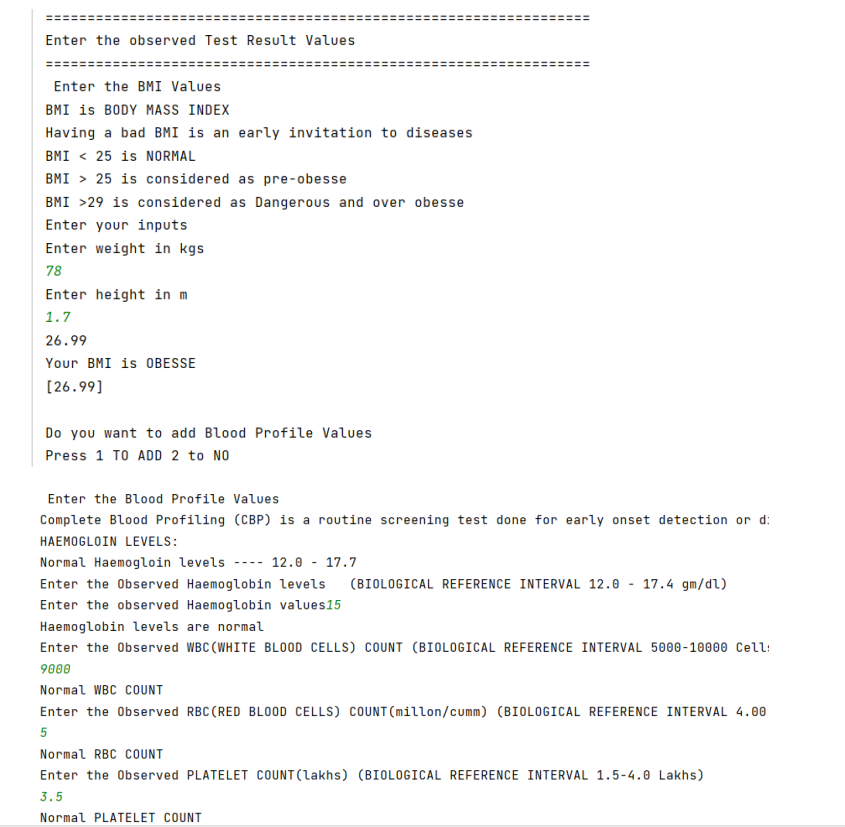 =================================================================
Enter the observed Test Result Values
=================================================================
Enter the BMI Values
BMI is BODY MASS INDEX
Having a bad BMI is an early invitation to diseases
BMI < 25 is NORMAL
BMI > 25 is considered as pre-obesse
BMI >29 is considered as Dangerous and over obesse
Enter your inputs
Enter weight in kgs
78
Enter height in m
1.7
26.99
Your BMI is OBESSE
[26.99]
Do you want to add Blood Profile Values
Press 1 TO ADD 2 to NO
Enter the Blood Profile Values
Complete Blood Profiling (CBP) is a routine screening test done for early onset detection or
HAEMOGLOIN LEVELS:
Normal Haemogloin levels ---- 12.0 - 17.7
Enter the Observed Haemoglobin levels   (BIOLOGICAL REFERENCE INTERVAL 12.0 - 17.4 gm/dl)
Enter the observed Haemoglobin values15
Haemoglobin levels are normal
Enter the Observed WBC(WHITE BLOOD CELLS) COUNT (BIOLOGICAL REFERENCE INTERVAL 5000-10000
9000
Normal WBC COUNT
Enter the Observed RBC(RED BLOOD CELLS) COUNT(millon/cumm) (BIOLOGICAL REFERENCE INTERVAL 4.00
5
Normal RBC COUNT
Enter the Observed PLATELET COUNT(lakhs) (BIOLOGICAL REFERENCE INTERVAL 1.5-4.0 Lakhs)
3.5
Normal PLATELET COUNT